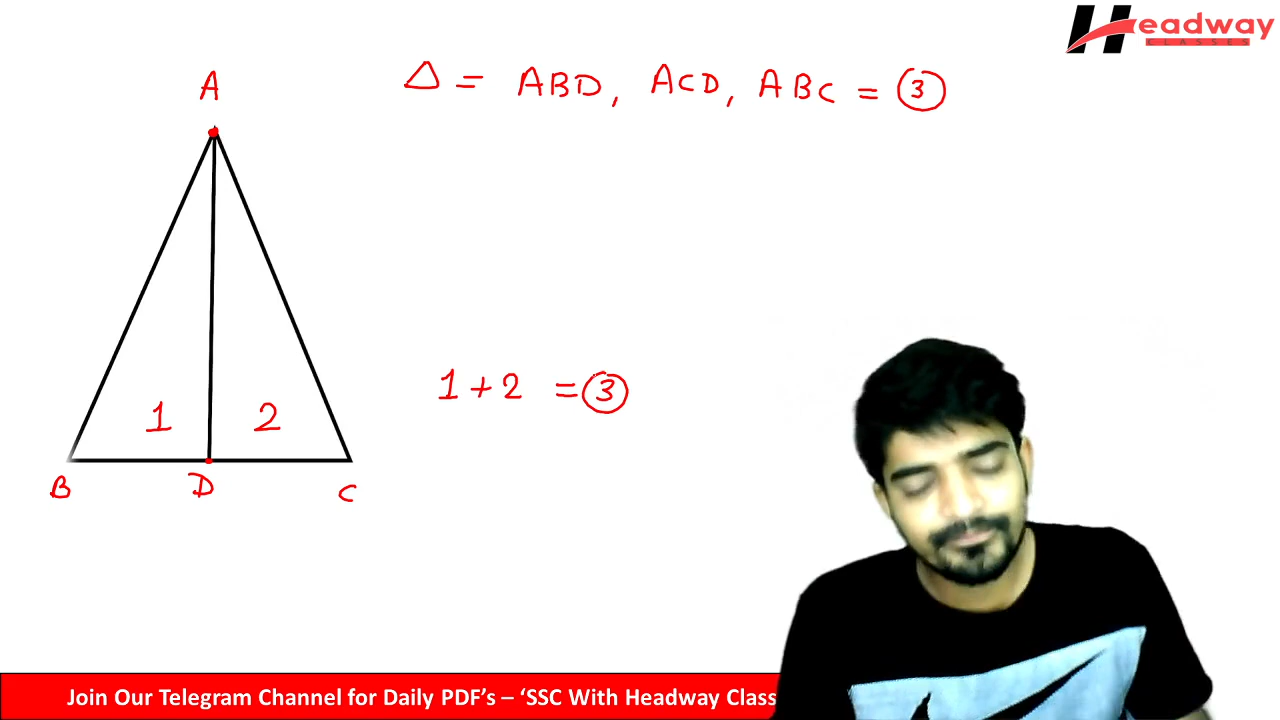 Headway
CLASSES
A
Δ = ABD, ACD, ABC = 3
1+2 = 3
1 2
B D C
Join Our Telegram Channel for Daily PDF's – 'SSC With Headway Class